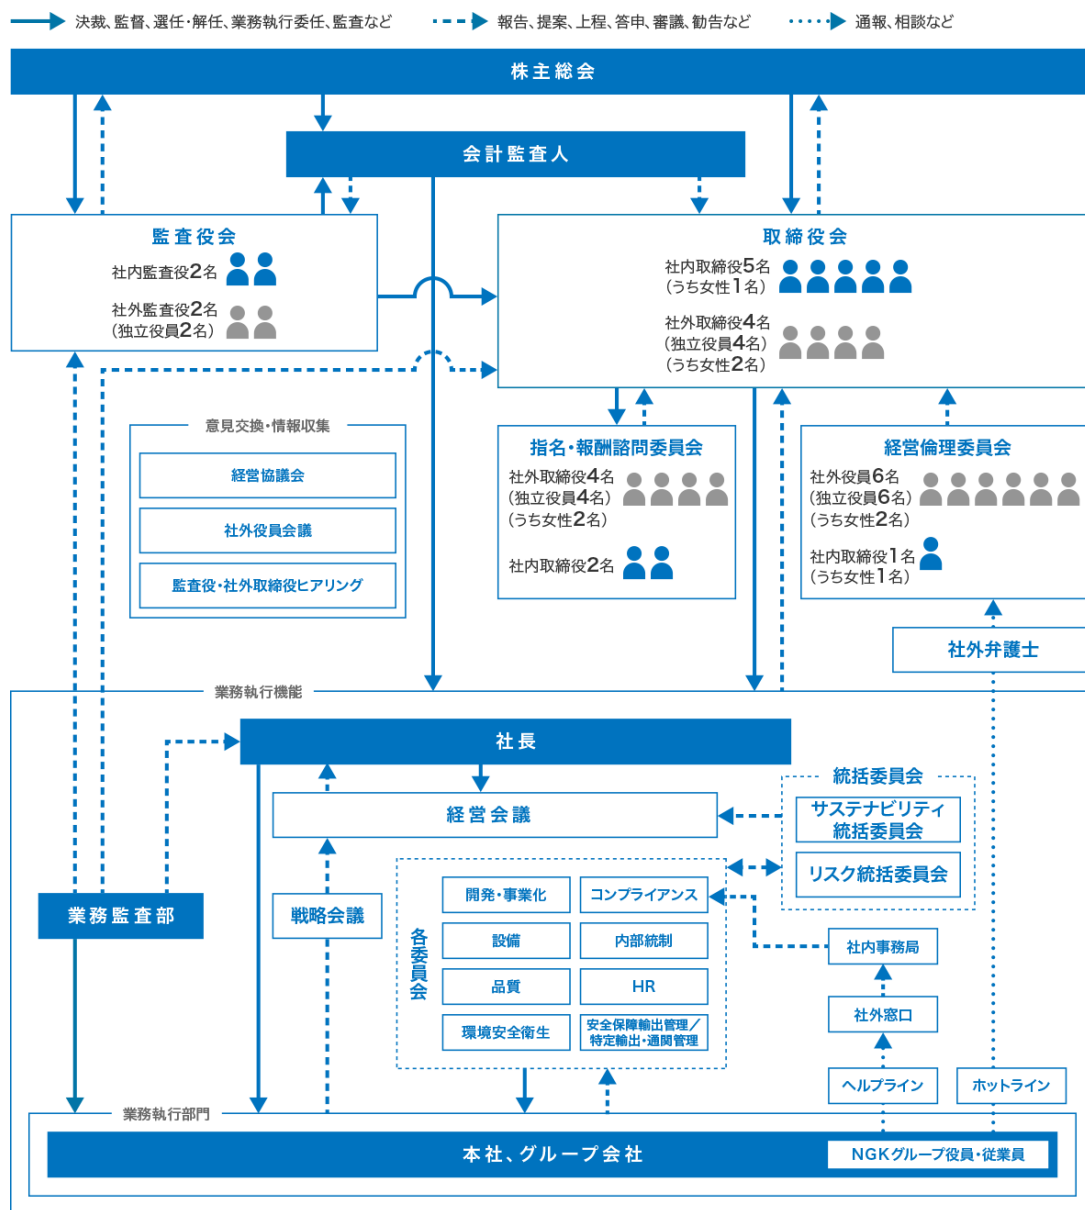 決裁、監督、選任・解任、業務執行委任、監査など
報告、提案、上程、答申、審議、勧告など
通報、相談など
株主総会
会計監査人
監査役会
社内監査役2名
社外監査役2名
(独立役員2名)
取締役会
社内取締役5名
(うち女性1名)
社外取締役4名
(独立役員4名)
(うち女性2名)
意見交換・情報収集
経営協議会
社外役員会議
監査役・社外取締役ヒアリング
指名・報酬諮問委員会
社外取締役4名
(独立役員4名)
(うち女性2名)
社内取締役2名
経営倫理委員会
社外役員6名
(独立役員6名)
(うち女性2名)
社内取締役1名
(うち女性1名)
社外弁護士
業務執行機能
社長
経営会議
統括委員会
サステナビリティ
統括委員会
リスク統括委員会
業務監査部
戦略会議
各委員会
開発・事業化
コンプライアンス
設備
内部統制
品質
HR
環境安全衛生
安全保障輸出管理／
特定輸出・通関管理
社内事務局
社外窓口
ヘルプライン
ホットライン
業務執行部門
本社、グループ会社
NGKグループ役員・従業員